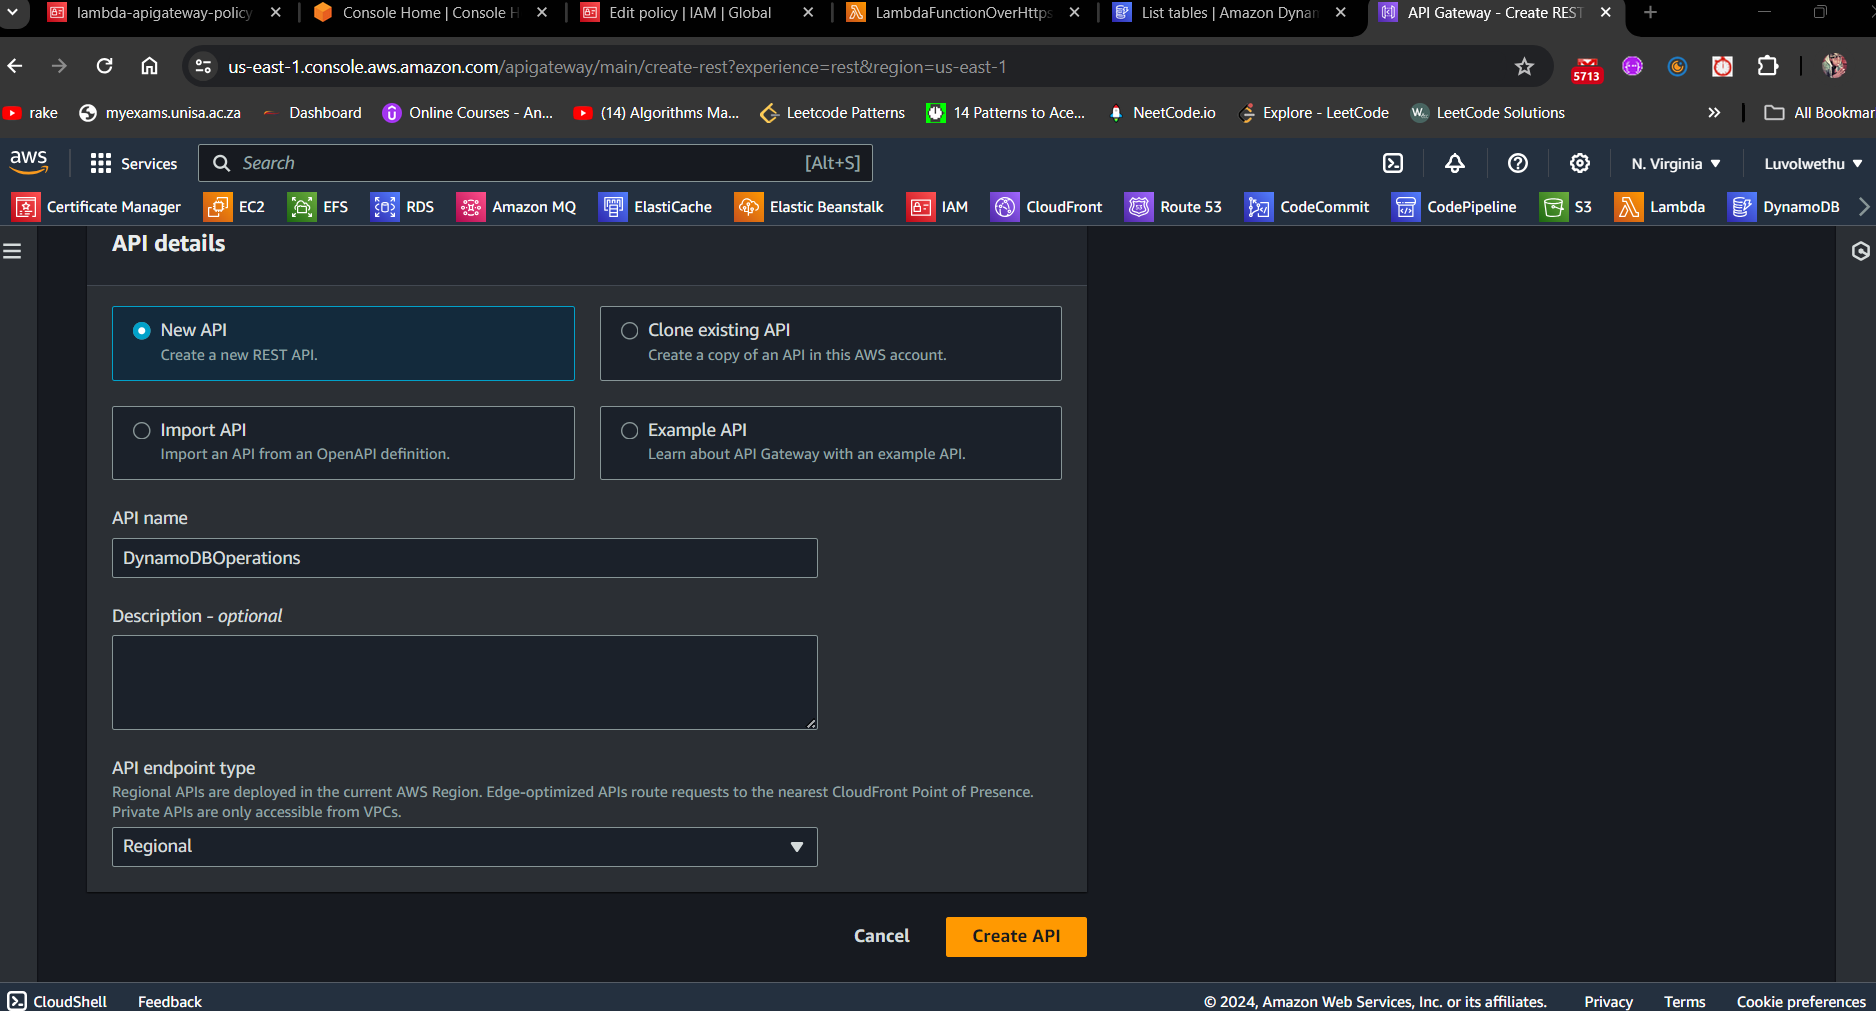 lambda-apigateway-policy
Console Home | Console H
Edit policy | IAM | Global
LambdaFunctionOverHttps
List tables | Amazon Dynam
API Gateway - Create REST
us-east-1.console.aws.amazon.com/apigateway/main/create-rest?experience=rest&region=us-east-1
5713
rake
myexams.unisa.ac.za
Dashboard
Online Courses - An...
(14) Algorithms Ma...
Leetcode Patterns
14 Patterns to Ace...
NeetCode.io
Explore - LeetCode
LeetCode Solutions
All Bookmar
aws
Services
Search
[Alt+S]
N. Virginia
Luvolwethu
Certificate Manager
EC2
EFS
RDS
Amazon MQ
ElastiCache
Elastic Beanstalk
IAM
CloudFront
Route 53
CodeCommit
CodePipeline
S3
Lambda
DynamoDB
API details
New API
Create a new REST API.
Clone existing API
Create a copy of an API in this AWS account.
Import API
Import an API from an OpenAPI definition.
Example API
Learn about API Gateway with an example API.
API name
DynamoDBOperations
Description - optional
API endpoint type
Regional APIs are deployed in the current AWS Region. Edge-optimized APIs route requests to the nearest CloudFront Point of Presence.
Private APIs are only accessible from VPCs.
Regional
Cancel
Create API
CloudShell
Feedback
© 2024, Amazon Web Services, Inc. or its affiliates.
Privacy
Terms
Cookie preferences